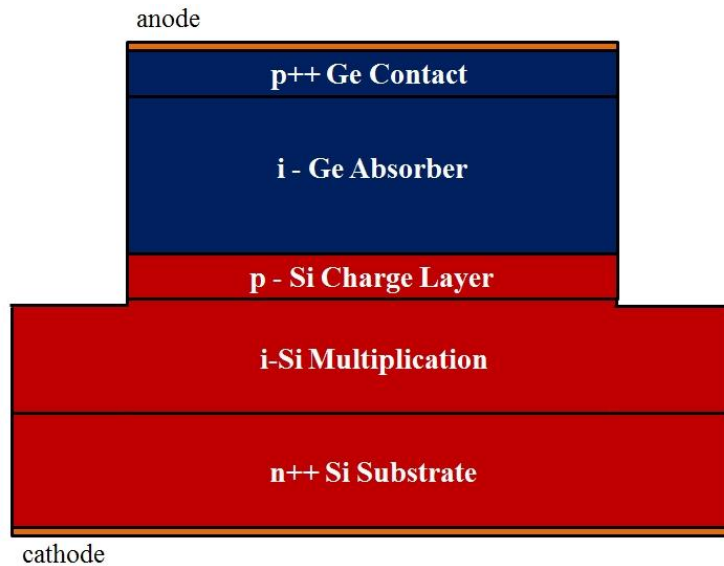 anode
p++ Ge Contact
i - Ge Absorber
p - Si Charge Layer
i-Si Multiplication
n++ Si Substrate
cathode